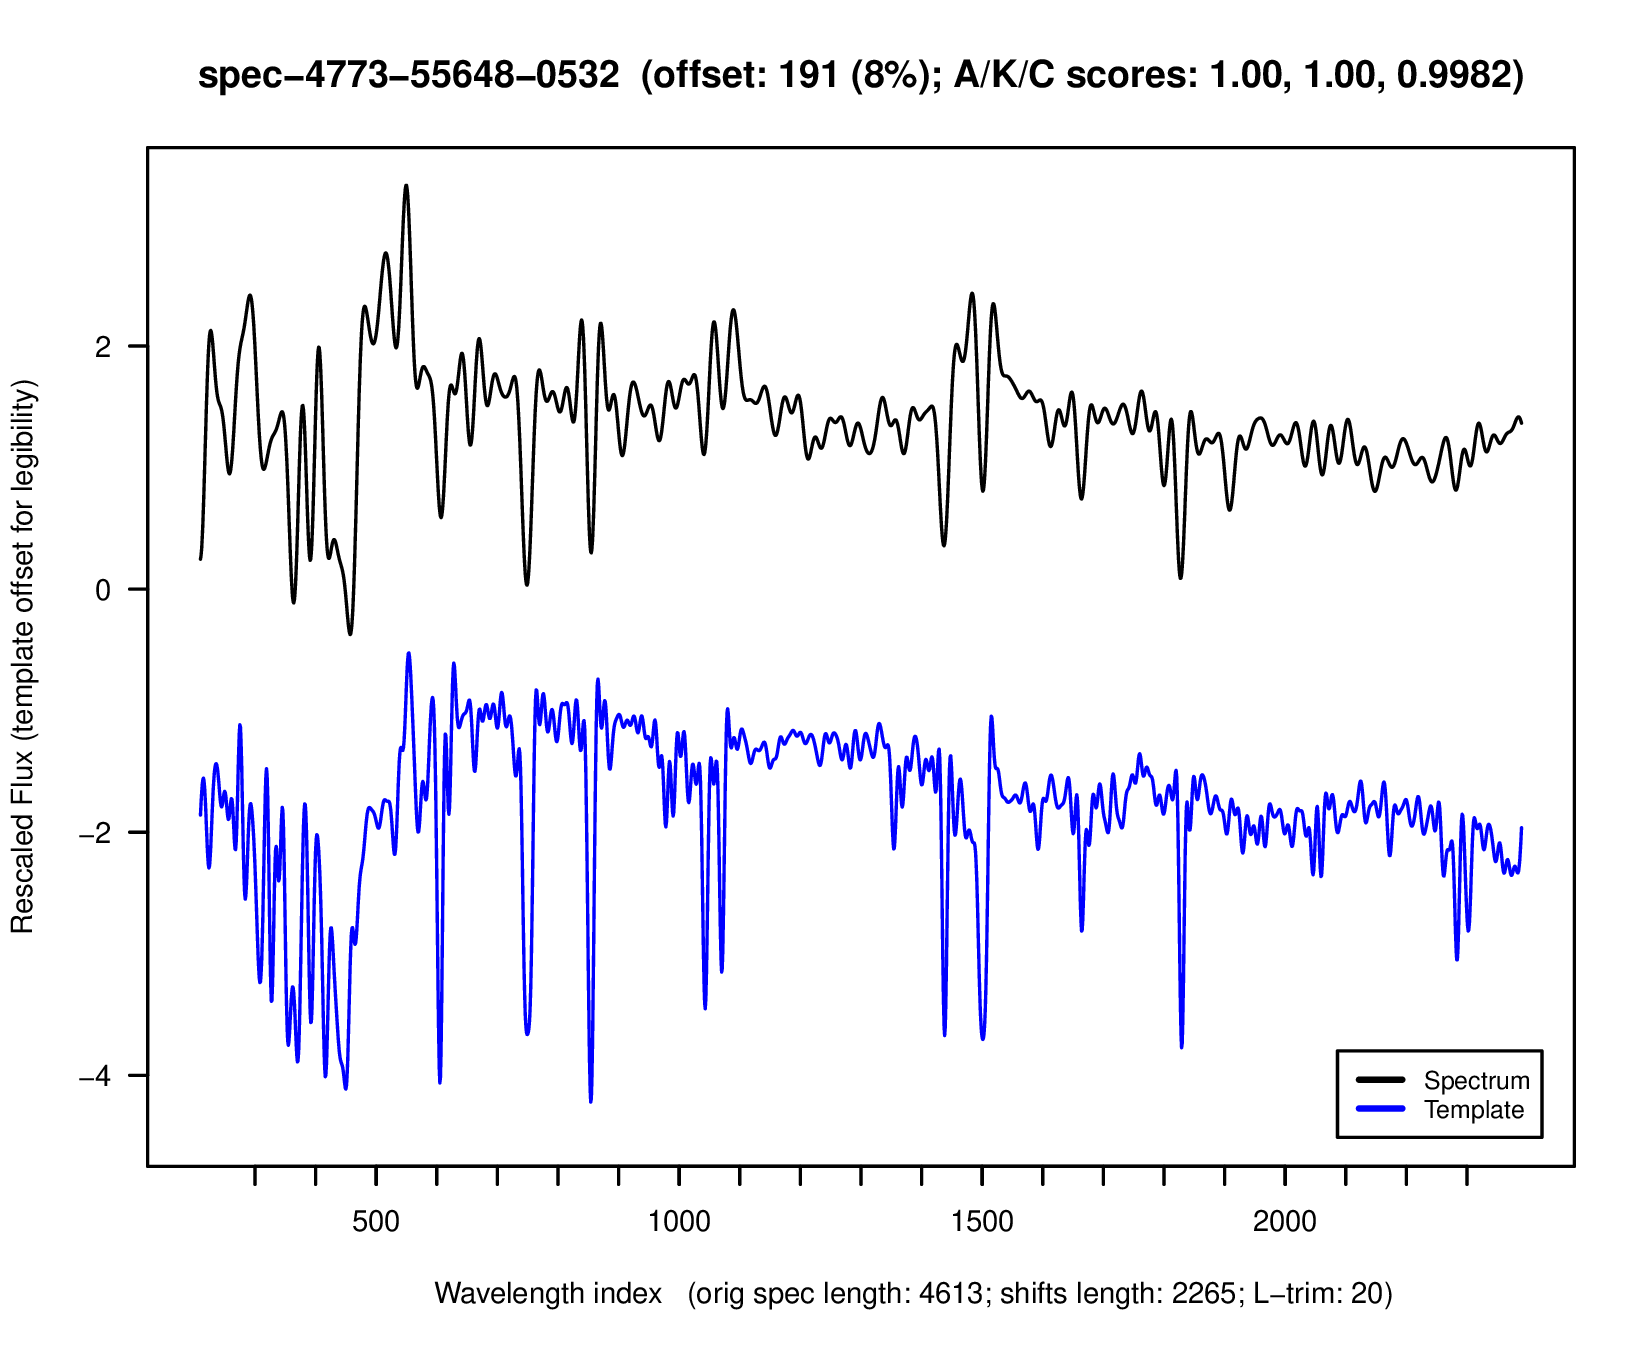 spec−4773−55648−0532 (offset: 191 (8%); A/K/C scores: 1.00, 1.00, 0.9982)
Rescaled Flux (template offset for legibility)
2
0
−2
−4
Spectrum
Template
500 1000 1500 2000
Wavelength index (orig spec length: 4613; shifts length: 2265; L−trim: 20)